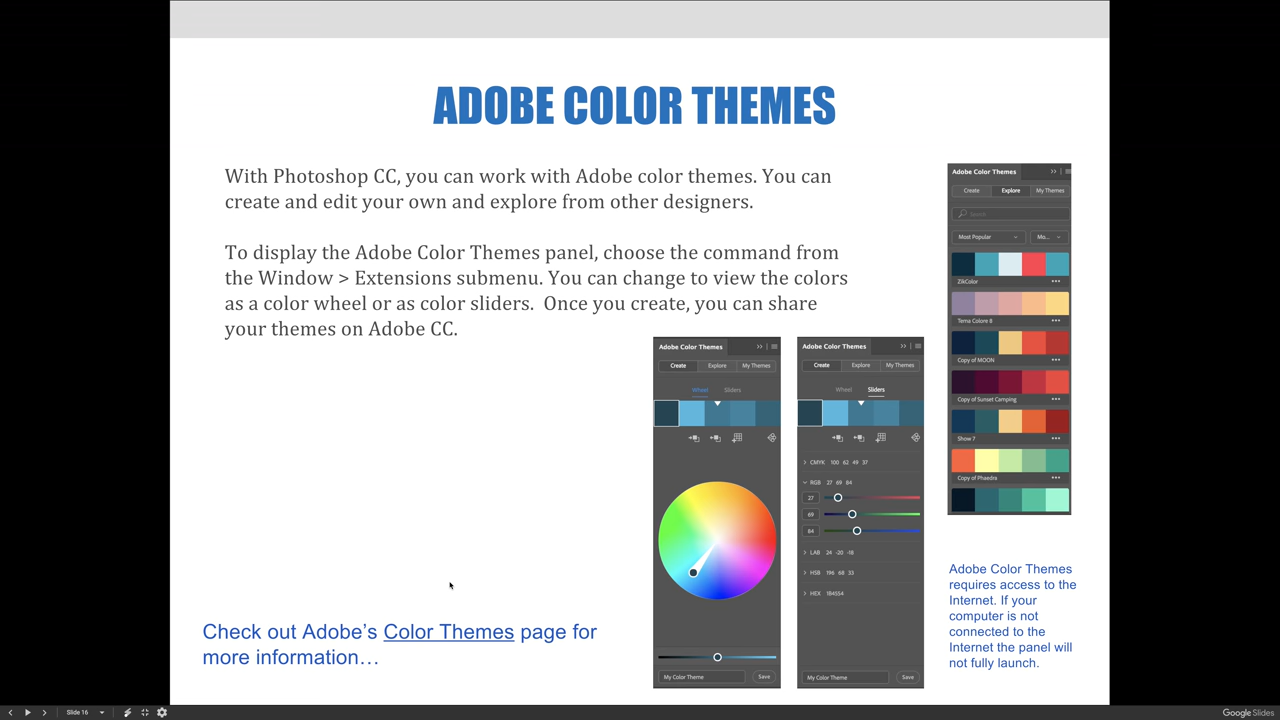 ADOBE COLOR THEMES
With Photoshop CC, you can work with Adobe color themes. You can
create and edit your own and explore from other designers.
To display the Adobe Color Themes panel, choose the command from
the Window > Extensions submenu. You can change to view the colors
as a color wheel or as color sliders.  Once you create, you can share
your themes on Adobe CC.
Adobe Color Themes
Create Explore My Themes
Wheel Sliders
My Color Theme Save
Adobe Color Themes
Create Explore My Themes
Wheel Sliders
CMYK 100 62 49 37
RGB 27 69 84
27
69
84
LAB 24 -20 -18
HSB 196 68 33
HEX 1B4554
My Color Theme Save
Adobe Color Themes
Create Explore My Themes
Search
Most Popular Mo...
ZikColor
Tema Colore 8
Copy of MOON
Copy of Sunset Camping
Show 7
Copy of Phaedra
Adobe Color Themes
requires access to the
Internet. If your
computer is not
connected to the
Internet the panel will
not fully launch.
Check out Adobe's Color Themes page for
more information…
Slide 16
Google Slides